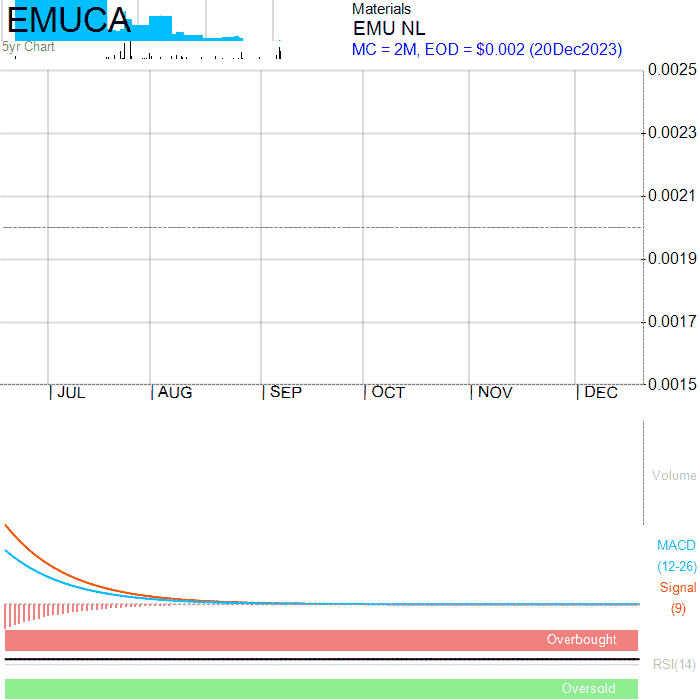 EMUCA
5yr Chart
Materials
EMU NL
MC = 2M, EOD = $0.002 (20Dec2023)
0.0025
0.0023
0.0021
0.0019
0.0017
0.0015
JUL AUG SEP OCT NOV DEC
Volume
MACD
(12-26)
Signal
(9)
Overbought
RSI(14)
Oversold